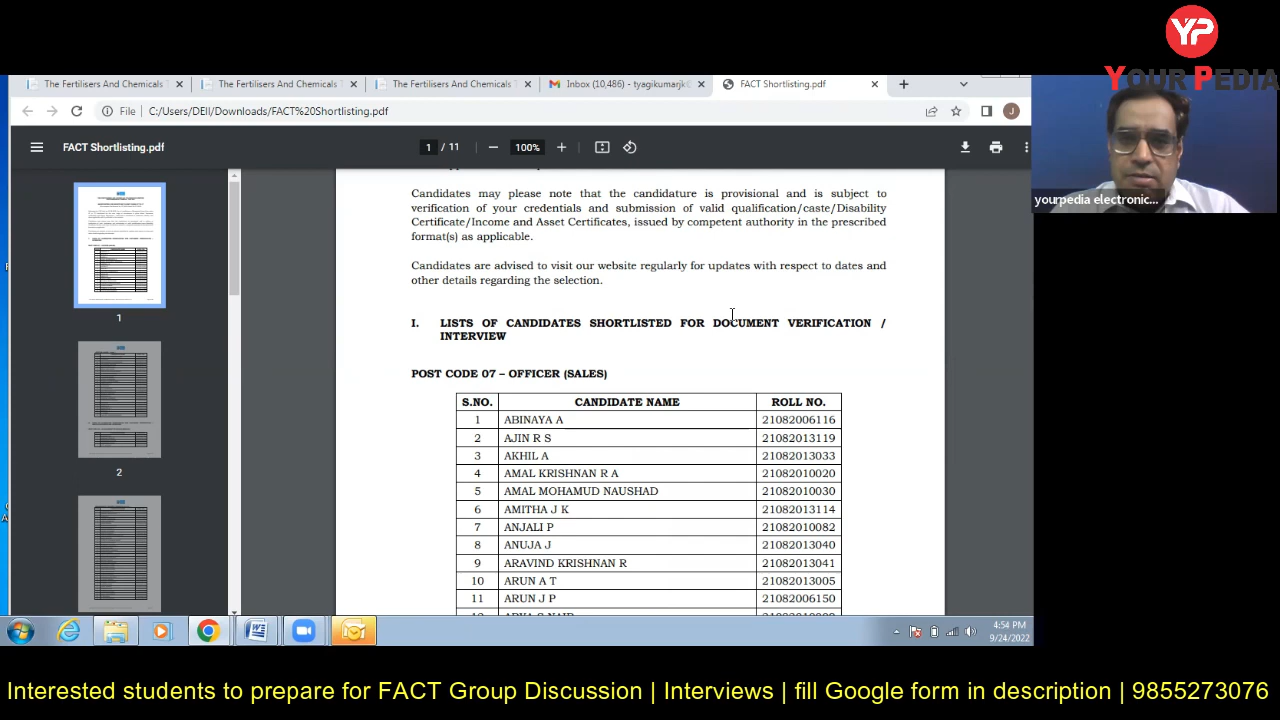 YP
YOUR PEDIA
The Fertilisers And Chemicals T
The Fertilisers And Chemicals T
The Fertilisers And Chemicals T
Inbox (10,486) - tyagikumarjk@
FACT Shortlisting.pdf
File
C:/Users/DEll/Downloads/FACT%20Shortlisting.pdf
J
FACT Shortlisting.pdf
1 / 11
100%
yourpedia electronic...
Candidates may please note that the candidature is provisional and is subject to
verification of your credentials and submission of valid qualification/caste/Disability
Certificate/Income and Asset Certificates, issued by competent authority in the prescribed
format(s) as applicable.
Candidates are advised to visit our website regularly for updates with respect to dates and
other details regarding the selection.
I. LISTS OF CANDIDATES SHORTLISTED FOR DOCUMENT VERIFICATION /
INTERVIEW
POST CODE 07 – OFFICER (SALES)
S.NO. CANDIDATE NAME ROLL NO.
1 ABINAYA A 21082006116
2 AJIN R S 21082013119
3 AKHIL A 21082013033
4 AMAL KRISHNAN R A 21082010020
5 AMAL MOHAMUD NAUSHAD 21082010030
6 AMITHA J K 21082013114
7 ANJALI P 21082010082
8 ANUJA J 21082013040
9 ARAVIND KRISHNAN R 21082013041
10 ARUN A T 21082013005
11 ARUN J P 21082006150
1
2
4:54 PM
9/24/2022
Interested students to prepare for FACT Group Discussion | Interviews | fill Google form in description | 9855273076